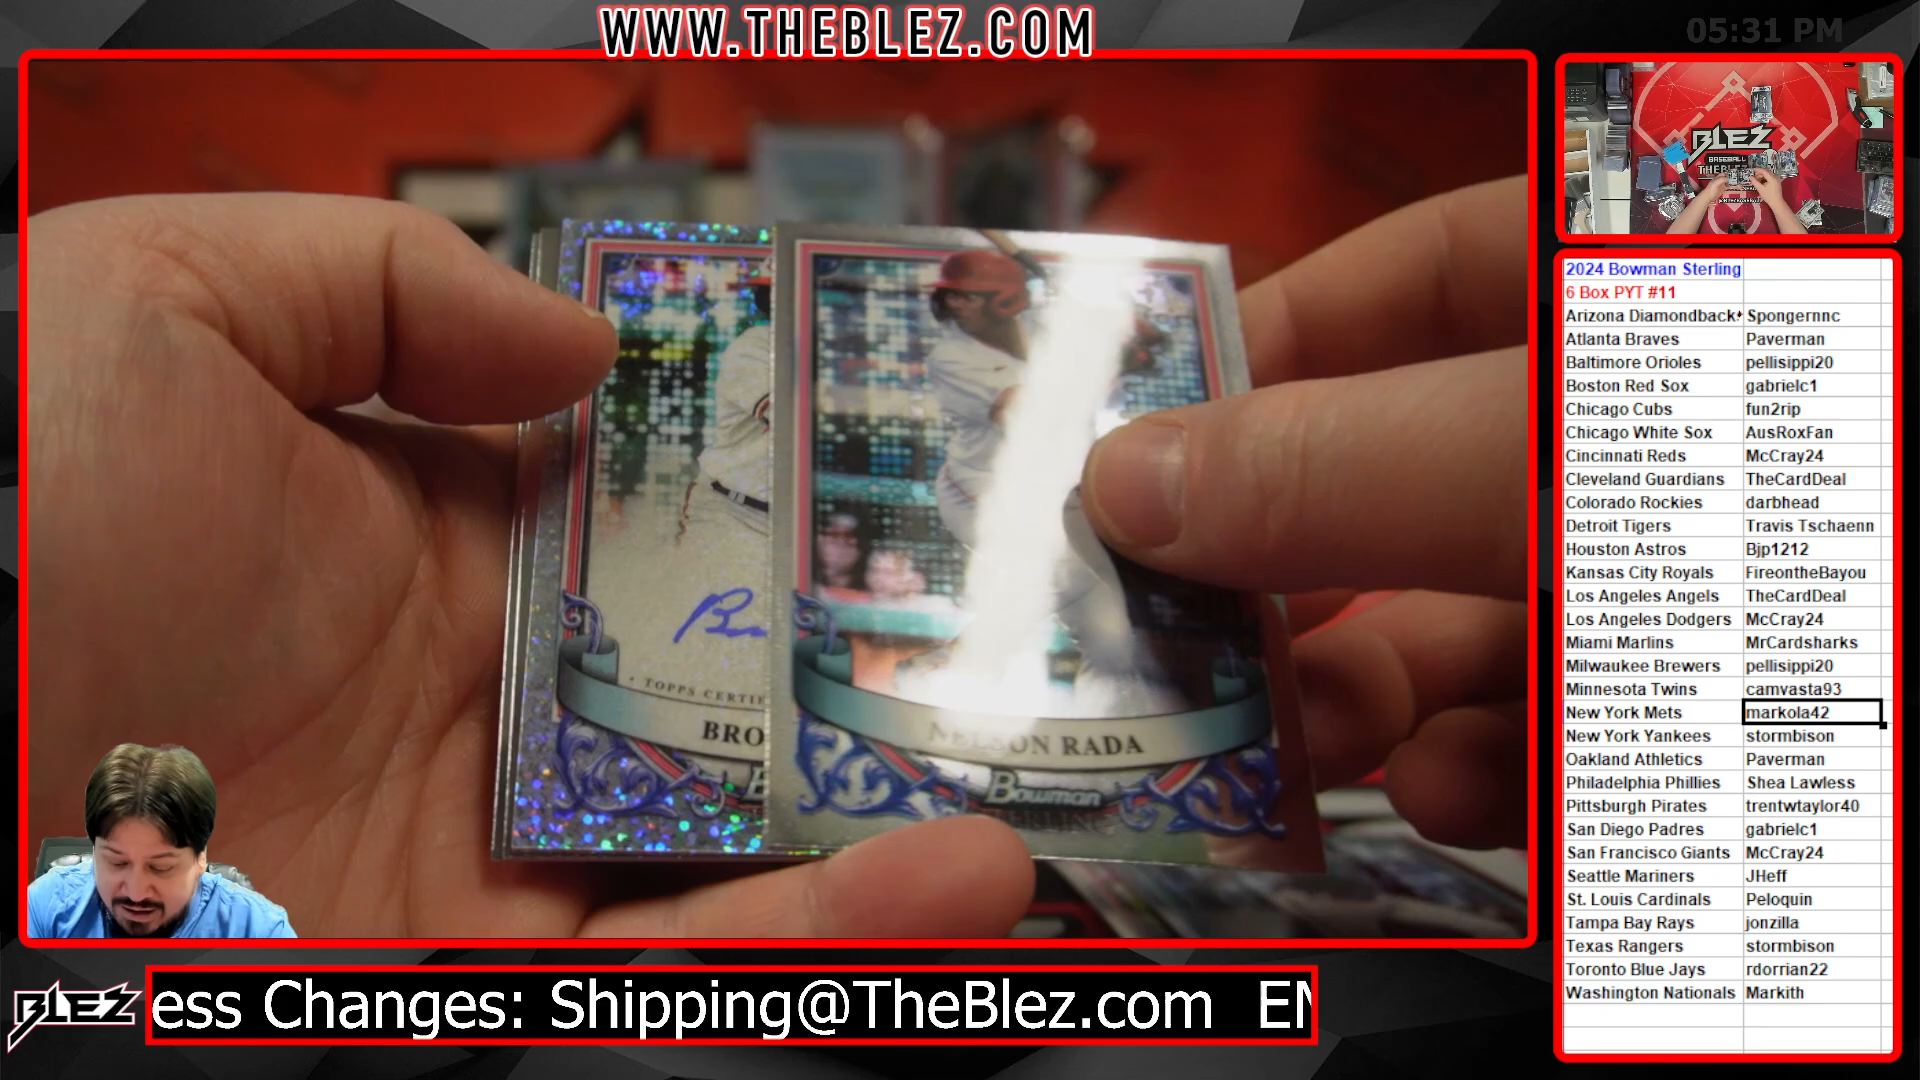 WWW.THEBLEZ.COM
05:31 PM
BLEZ
BASEBALL
2024 Bowman Sterling
6 Box PYT #11
Arizona Diamondback Spongernnc
Atlanta Braves Paverman
Baltimore Orioles pellisippi20
Boston Red Sox gabrielc1
Chicago Cubs fun2rip
Chicago White Sox AusRoxFan
Cincinnati Reds McCray24
Cleveland Guardians TheCardDeal
Colorado Rockies darbhead
Detroit Tigers Travis Tschaenn
Houston Astros Bjp1212
Kansas City Royals FireontheBayou
Los Angeles Angels TheCardDeal
Los Angeles Dodgers McCray24
Miami Marlins MrCardsharks
Milwaukee Brewers pellisippi20
Minnesota Twins camvasta93
New York Mets markola42
New York Yankees stormbison
Oakland Athletics Paverman
Philadelphia Phillies Shea Lawless
Pittsburgh Pirates trentwtaylor40
San Diego Padres gabrielc1
San Francisco Giants McCray24
Seattle Mariners JHeff
St. Louis Cardinals Peloquin
Tampa Bay Rays jonzilla
Texas Rangers stormbison
Toronto Blue Jays rdorrian22
Washington Nationals Markith
TOPPS CERTIF
BRO
NELSON RADA
Bowman
STERLING
BLEZ
ess Changes: Shipping@TheBlez.com EM